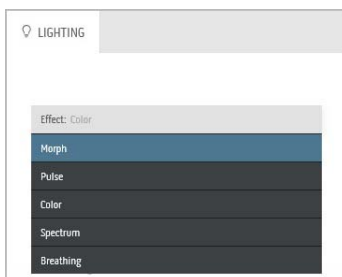 LIGHTING
Effect: Color
Morph
Pulse
Color
Spectrum
Breathing